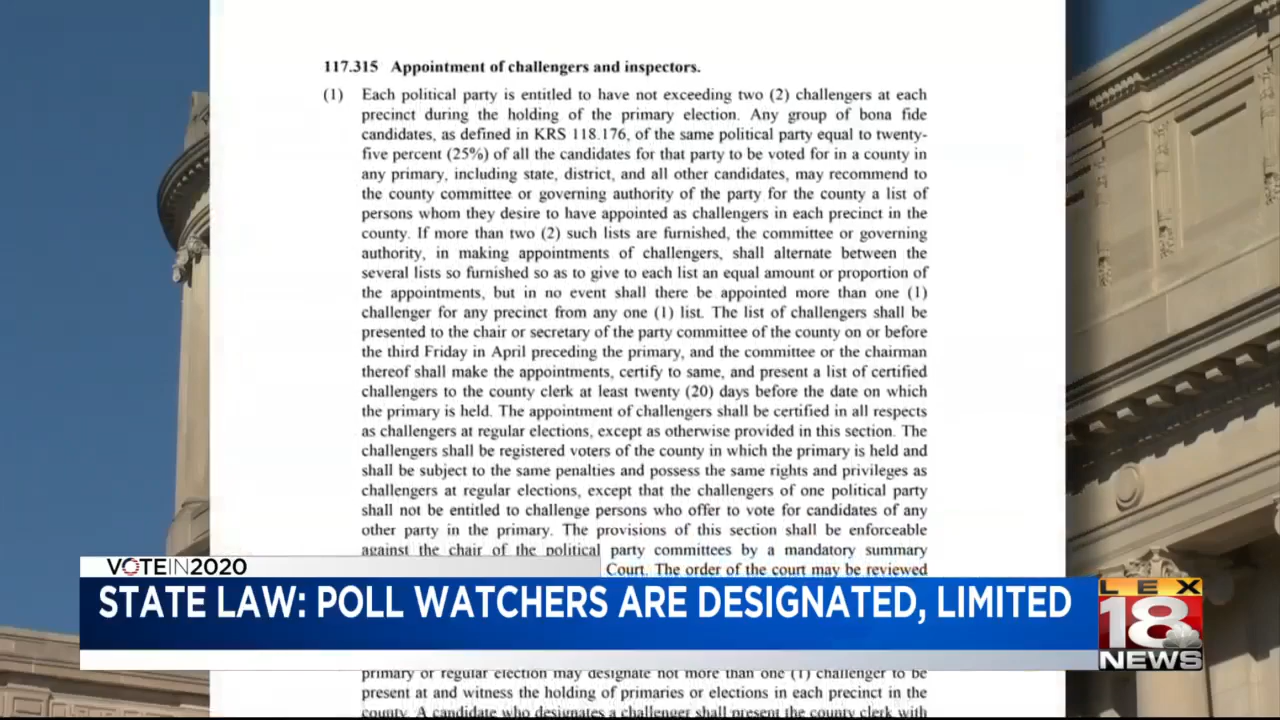 117.315 Appointment of challengers and inspectors.
(1) Each political party is entitled to have not exceeding two (2) challengers at each
precinct during the holding of the primary election. Any group of bona fide
candidates, as defined in KRS 118.176, of the same political party equal to twenty-
five percent (25%) of all the candidates for that party to be voted for in a county in
any primary, including state, district, and all other candidates, may recommend to
the county committee or governing authority of the party for the county a list of
persons whom they desire to have appointed as challengers in each precinct in the
county. If more than two (2) such lists are furnished, the committee or governing
authority, in making appointments of challengers, shall alternate between the
several lists so furnished so as to give to each list an equal amount or proportion of
the appointments, but in no event shall there be appointed more than one (1)
challenger for any precinct from any one (1) list. The list of challengers shall be
presented to the chair or secretary of the party committee of the county on or before
the third Friday in April preceding the primary, and the committee or the chairman
thereof shall make the appointments, certify to same, and present a list of certified
challengers to the county clerk at least twenty (20) days before the date on which
the primary is held. The appointment of challengers shall be certified in all respects
as challengers at regular elections, except as otherwise provided in this section. The
challengers shall be registered voters of the county in which the primary is held and
shall be subject to the same penalties and possess the same rights and privileges as
challengers at regular elections, except that the challengers of one political party
shall not be entitled to challenge persons who offer to vote for candidates of any
other party in the primary. The provisions of this section shall be enforceable
against the chair of the political party committees by a mandatory summary
Court. The order of the court may be reviewed
VOTEIN2020
STATE LAW: POLL WATCHERS ARE DESIGNATED, LIMITED
LEX
18
NEWS
primary or regular election may designate not more than one (1) challenger to be
present at and witness the holding of primaries or elections in each precinct in the
county. A candidate who designates a challenger shall present the county clerk with